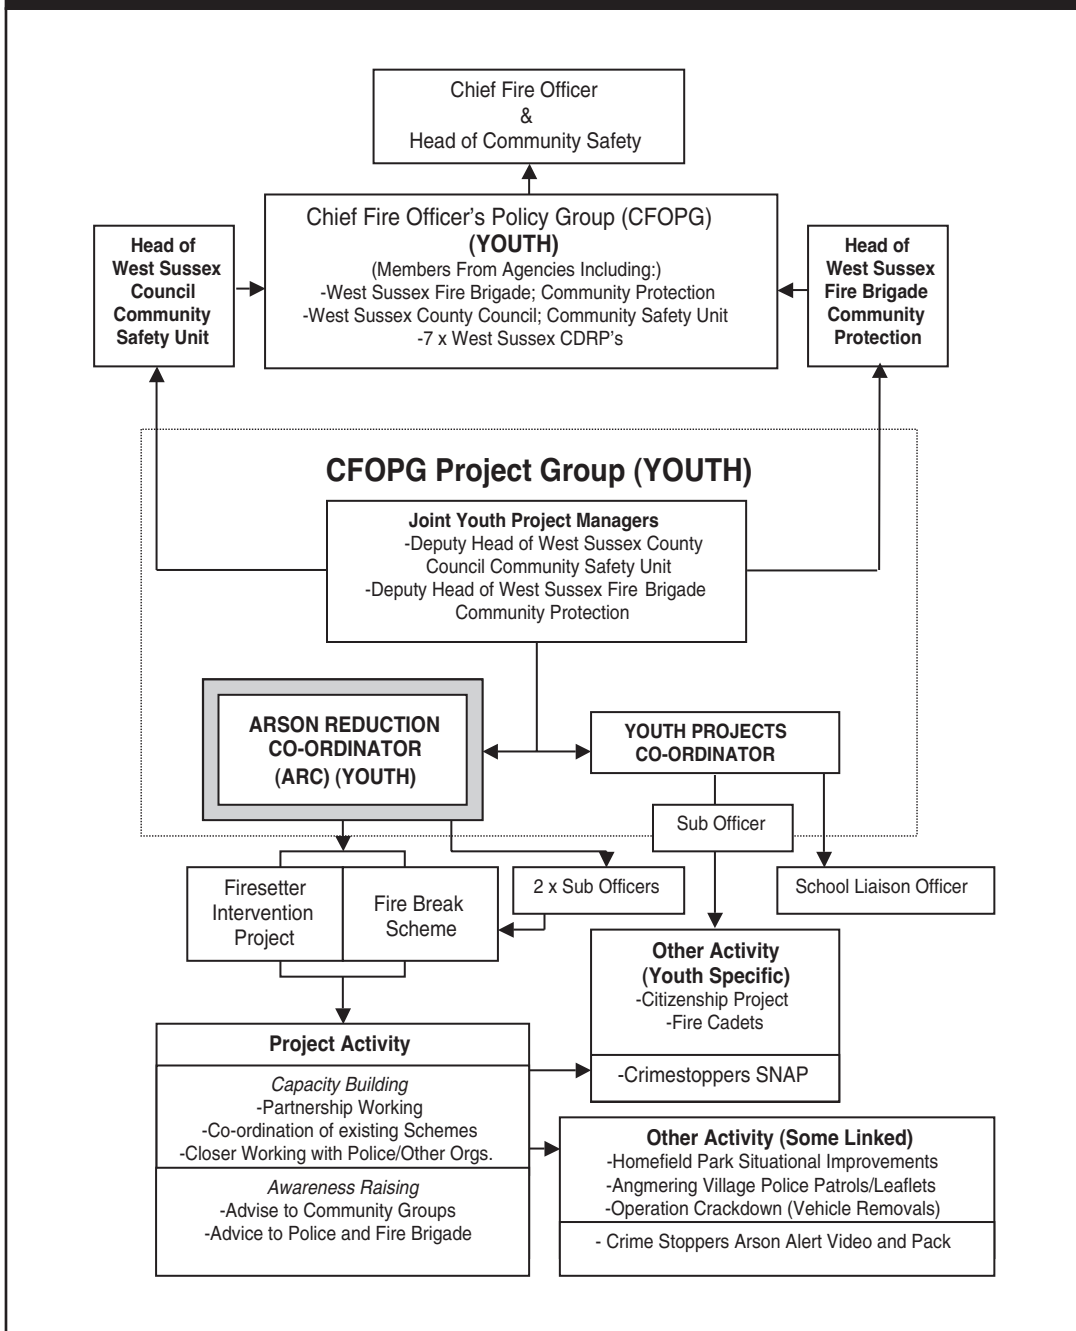 Chief Fire Officer
&
Head of Community Safety
Chief Fire Officer's Policy Group (CFOPG)
(YOUTH)
(Members From Agencies Including:)
-West Sussex Fire Brigade; Community Protection
-West Sussex County Council; Community Safety Unit
-7 x West Sussex CDRP's
Head of
West Sussex
Council
Community
Safety Unit
Head of
West Sussex
Fire Brigade
Community
Protection
CFOPG Project Group (YOUTH)
Joint Youth Project Managers
-Deputy Head of West Sussex County
Council Community Safety Unit
-Deputy Head of West Sussex Fire Brigade
Community Protection
ARSON REDUCTION
CO-ORDINATOR
(ARC) (YOUTH)
YOUTH PROJECTS
CO-ORDINATOR
Sub Officer
Firesetter
Intervention
Project
Fire Break
Scheme
2 x Sub Officers
School Liaison Officer
Other Activity
(Youth Specific)
-Citizenship Project
-Fire Cadets
-Crimestoppers SNAP
Project Activity
Capacity Building
-Partnership Working
-Co-ordination of existing Schemes
-Closer Working with Police/Other Orgs.
Awareness Raising
-Advise to Community Groups
-Advice to Police and Fire Brigade
Other Activity (Some Linked)
-Homefield Park Situational Improvements
-Angmering Village Police Patrols/Leaflets
-Operation Crackdown (Vehicle Removals)
- Crime Stoppers Arson Alert Video and Pack